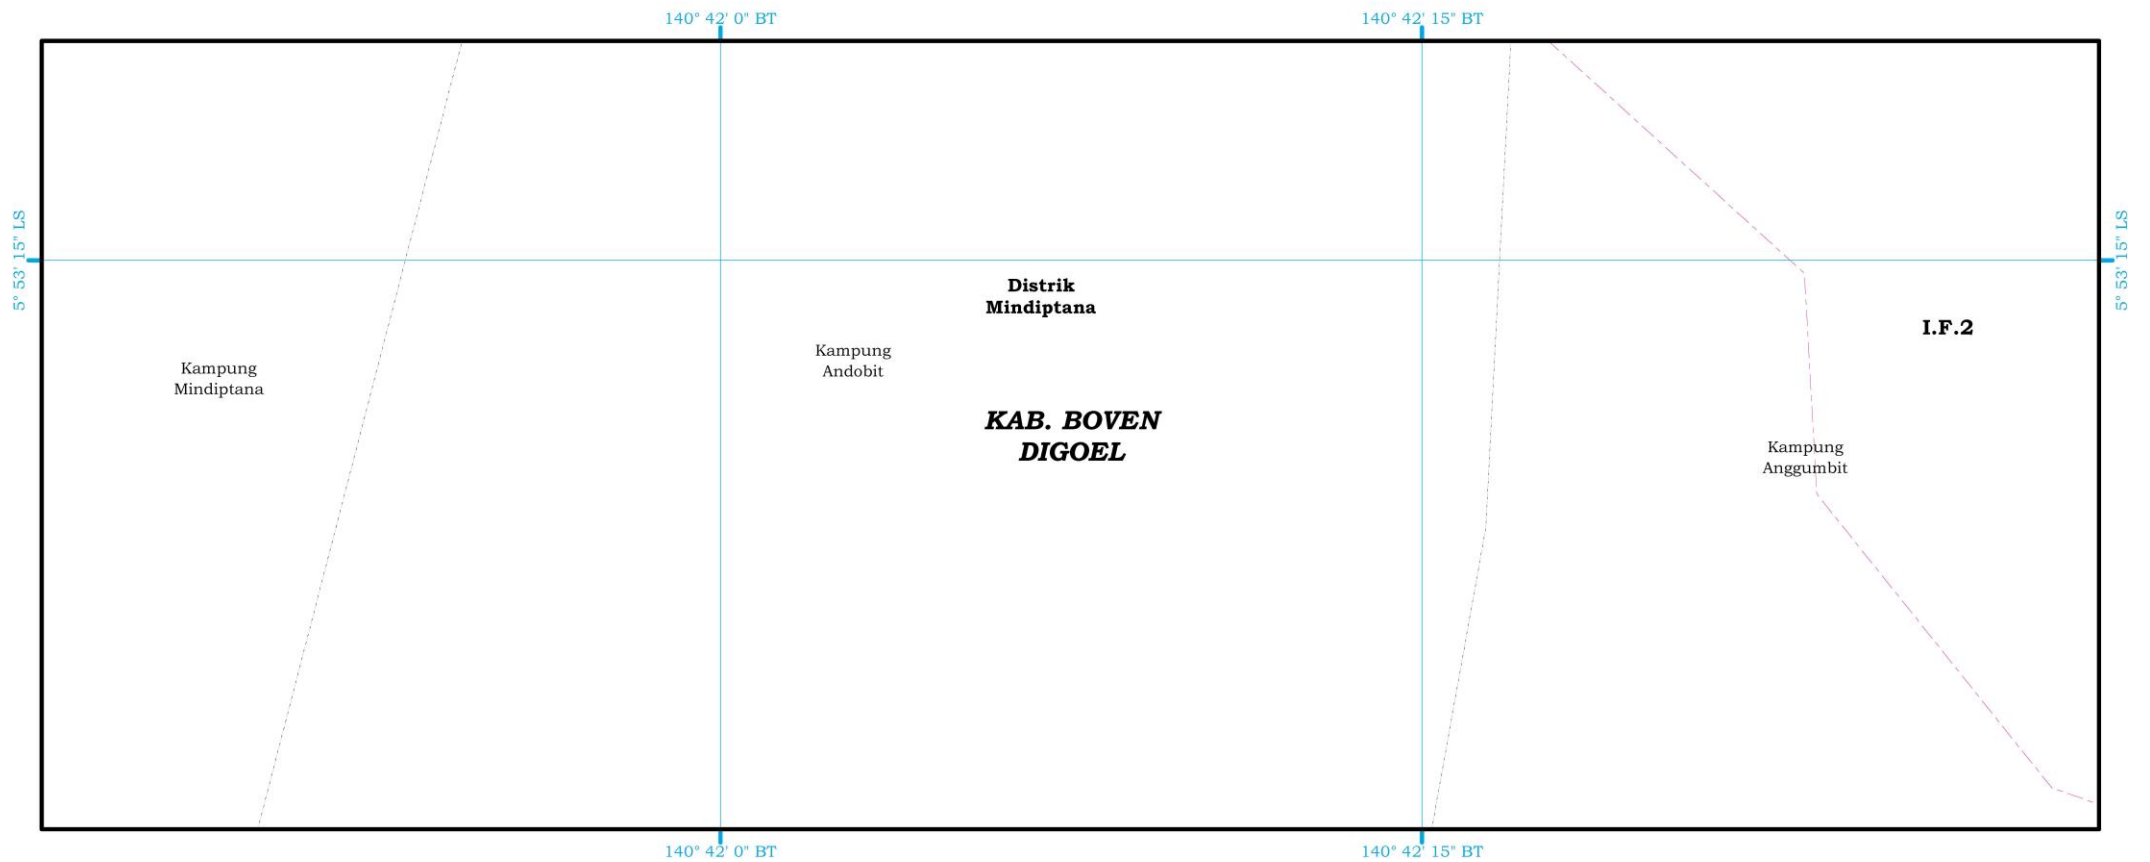 140° 42' 0" BT
140° 42' 15" BT
5° 53' 15" LS
5° 53' 15" LS
Distrik
Mindiptana
I.F.2
Kampung
Andobit
Kampung
Mindiptana
KAB. BOVEN
DIGOEL
Kampung
Anggumbit
140° 42' 0" BT
140° 42' 15" BT